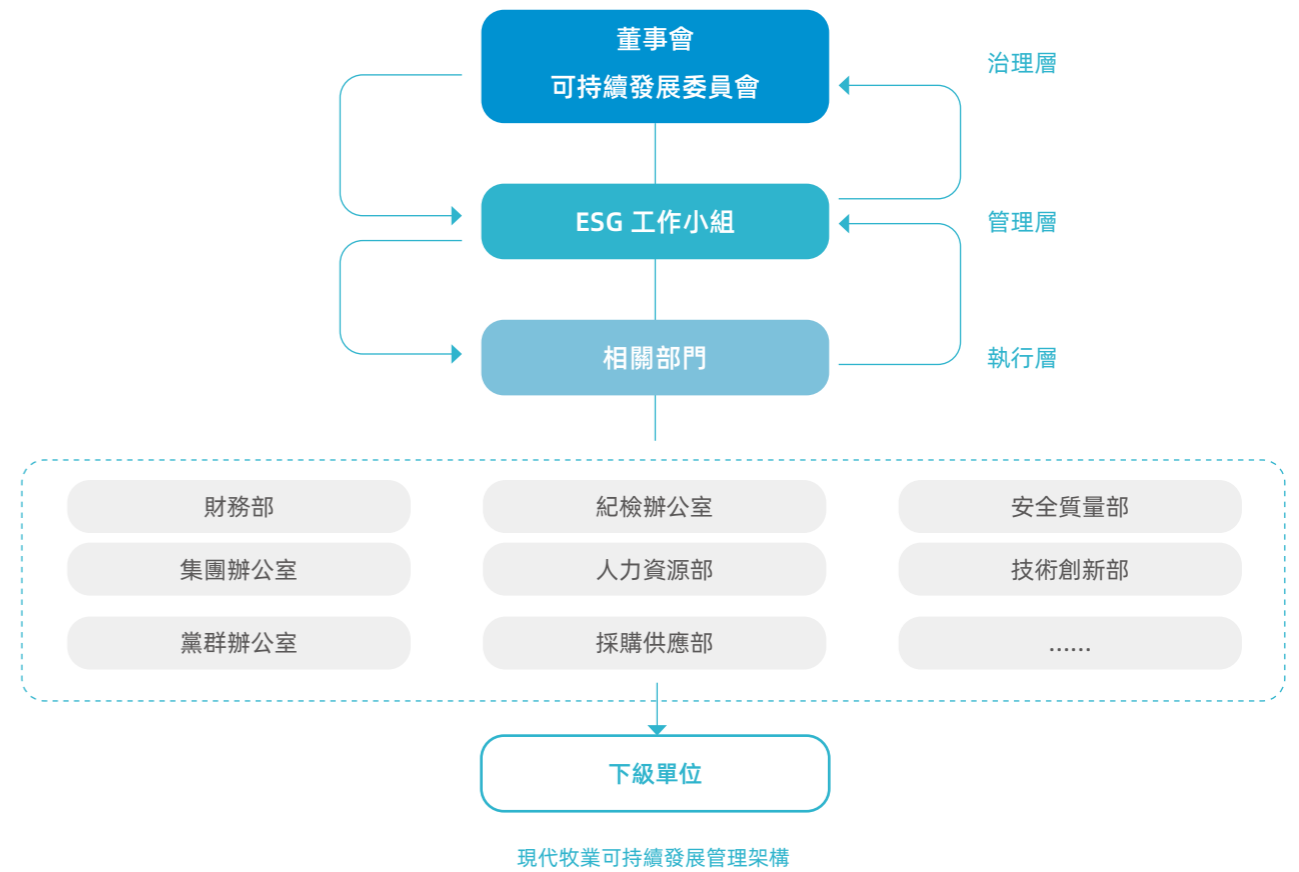 董事會
可持續發展委員會
治理層
ESG 工作小組
管理層
相關部門
執行層
財務部
紀檢辦公室
安全質量部
集團辦公室
人力資源部
技術創新部
黨群辦公室
採購供應部
......
下級單位
現代牧業可持續發展管理架構